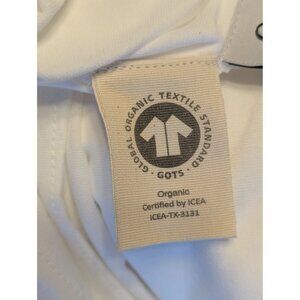 GLOBAL ORGANIC TEXTILE STANDARD
· GOTS ·
Organic
Certified by ICEA
ICEA-TX-3131